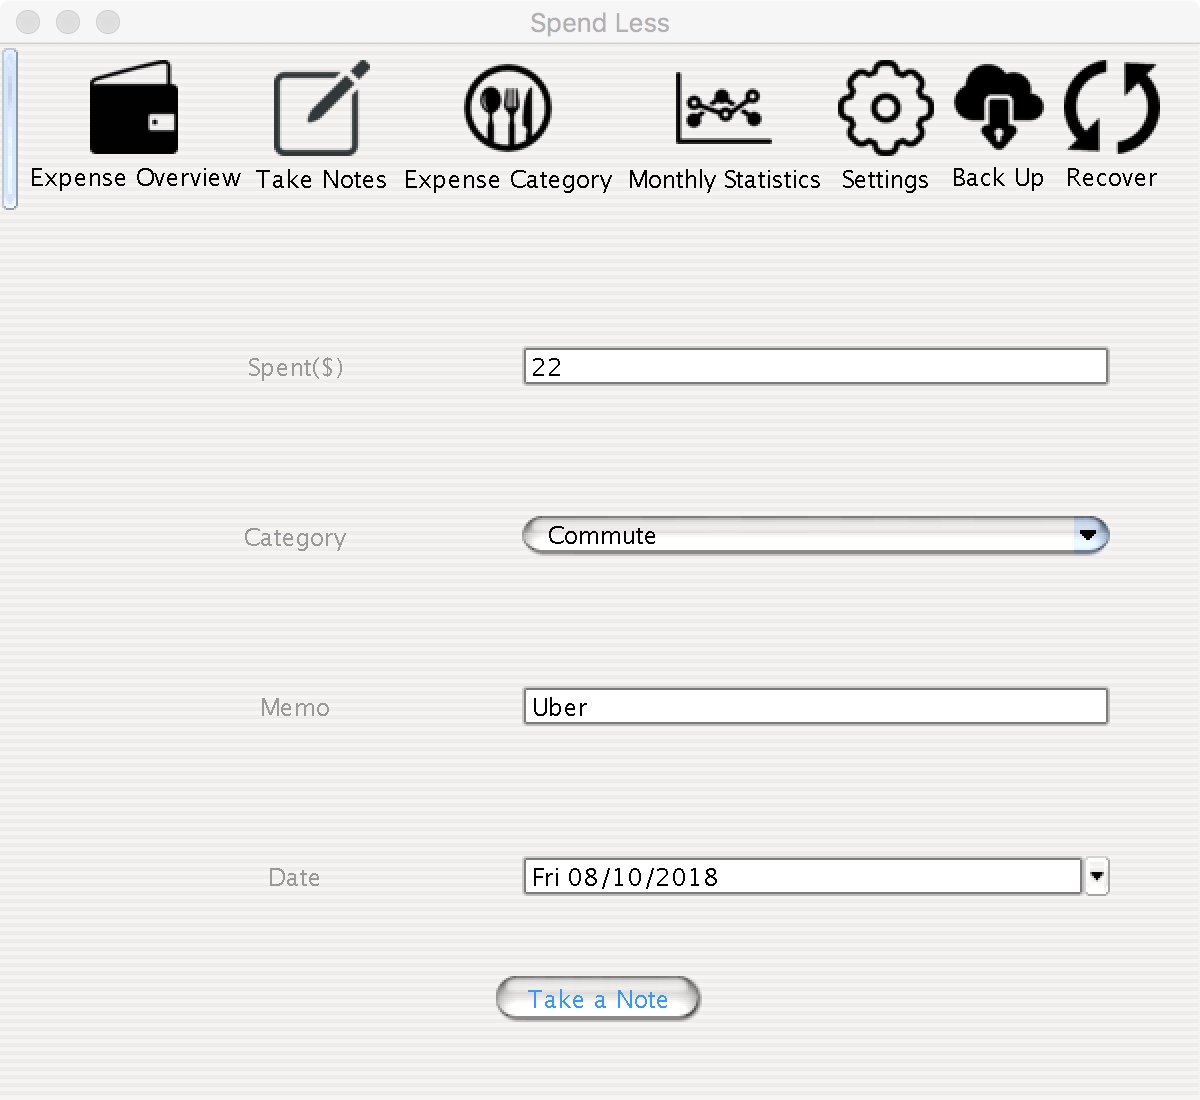 Spend Less
Expense Overview Take Notes Expense Category Monthly Statistics Settings Back Up Recover
Spent($) 22
Category Commute
Memo Uber
Date Fri 08/10/2018
Take a Note